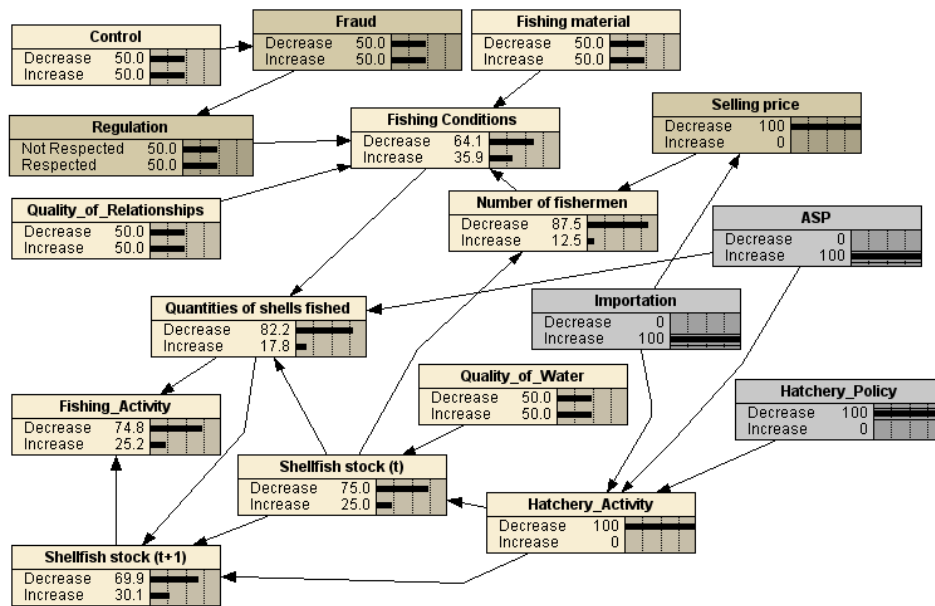 Control
Decrease 50.0
Increase 50.0
Fraud
Decrease 50.0
Increase 50.0
Fishing material
Decrease 50.0
Increase 50.0
Regulation
Not Respected 50.0
Respected 50.0
Fishing Conditions
Decrease 64.1
Increase 35.9
Selling price
Decrease 100
Increase 0
Quality_of_Relationships
Decrease 50.0
Increase 50.0
Number of fishermen
Decrease 87.5
Increase 12.5
ASP
Decrease 0
Increase 100
Quantities of shells fished
Decrease 82.2
Increase 17.8
Importation
Decrease 0
Increase 100
Fishing_Activity
Decrease 74.8
Increase 25.2
Quality_of_Water
Decrease 50.0
Increase 50.0
Hatchery_Policy
Decrease 100
Increase 0
Shellfish stock (t)
Decrease 75.0
Increase 25.0
Hatchery_Activity
Decrease 100
Increase 0
Shellfish stock (t+1)
Decrease 69.9
Increase 30.1